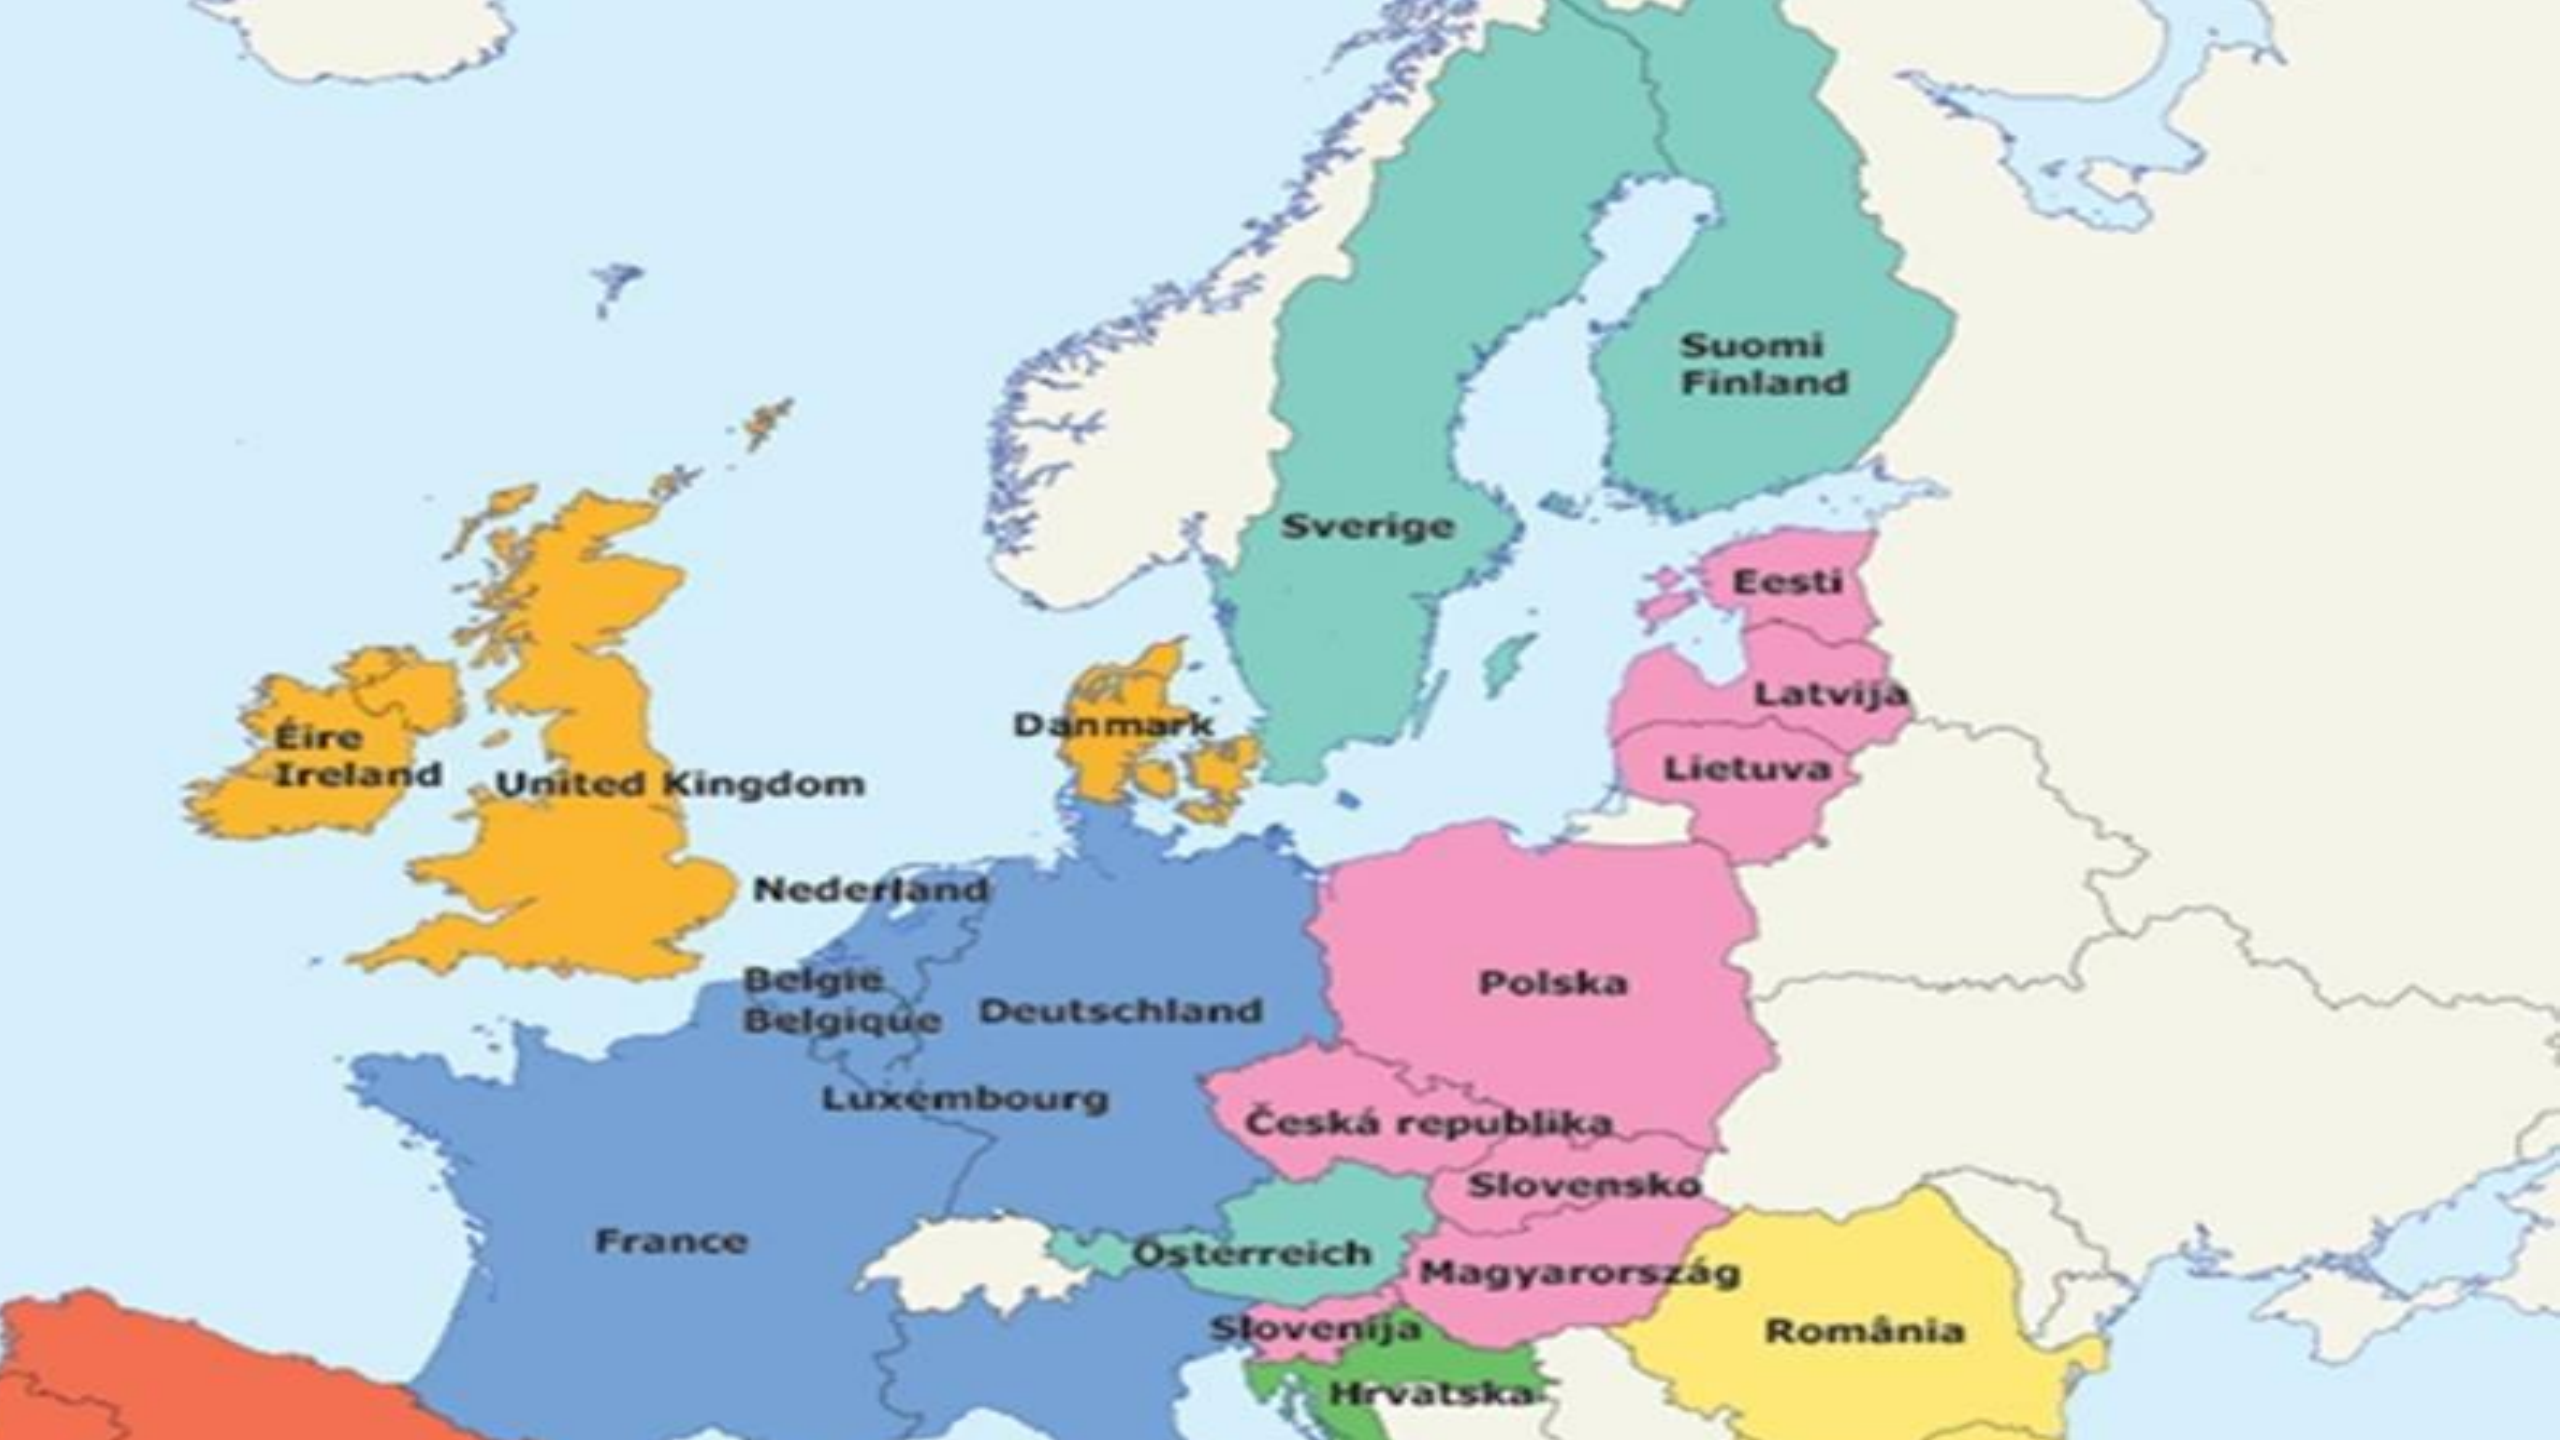 Suomi
Finland
Sverige
Eesti
Latvija
Danmark
Éire
Ireland
United Kingdom
Lietuva
Nederland
België
Belgique
Deutschland
Polska
Luxembourg
Česká republika
Slovensko
France
Österreich
Magyarország
Slovenija
România
Hrvatska